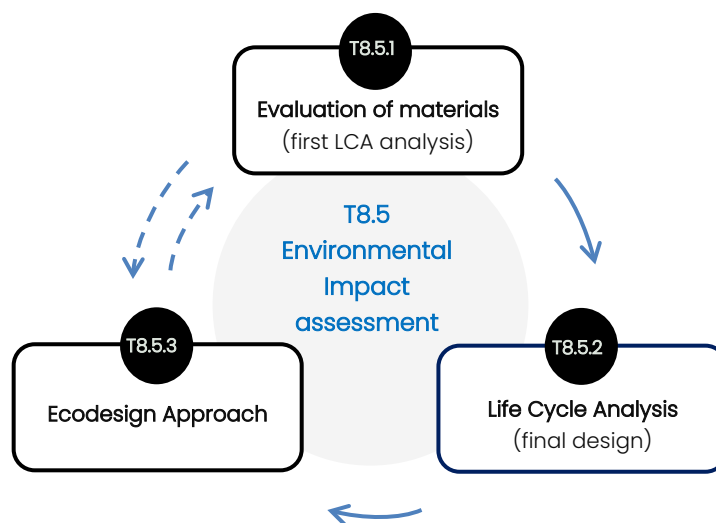 T8.5.1
Evaluation of materials
(first LCA analysis)
T8.5
Environmental
Impact
assessment
T8.5.3
Ecodesign Approach
T8.5.2
Life Cycle Analysis
(final design)